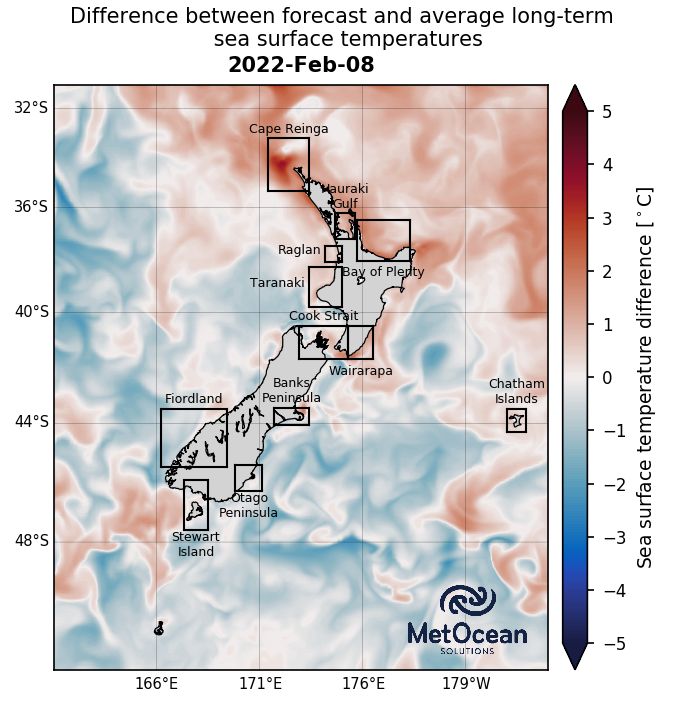 Difference between forecast and average long-term
sea surface temperatures
2022-Feb-08
32°S
36°S
40°S
44°S
48°S
Cape Reinga
Hauraki
Gulf
Raglan
Bay of Plenty
Taranaki
Cook Strait
Wairarapa
Banks
Peninsula
Fiordland
Chatham
Islands
Otago
Peninsula
Stewart
Island
MetOcean
SOLUTIONS
166°E
171°E
176°E
179°W
5
4
3
2
1
0
−1
−2
−3
−4
−5
Sea surface temperature difference [°C]